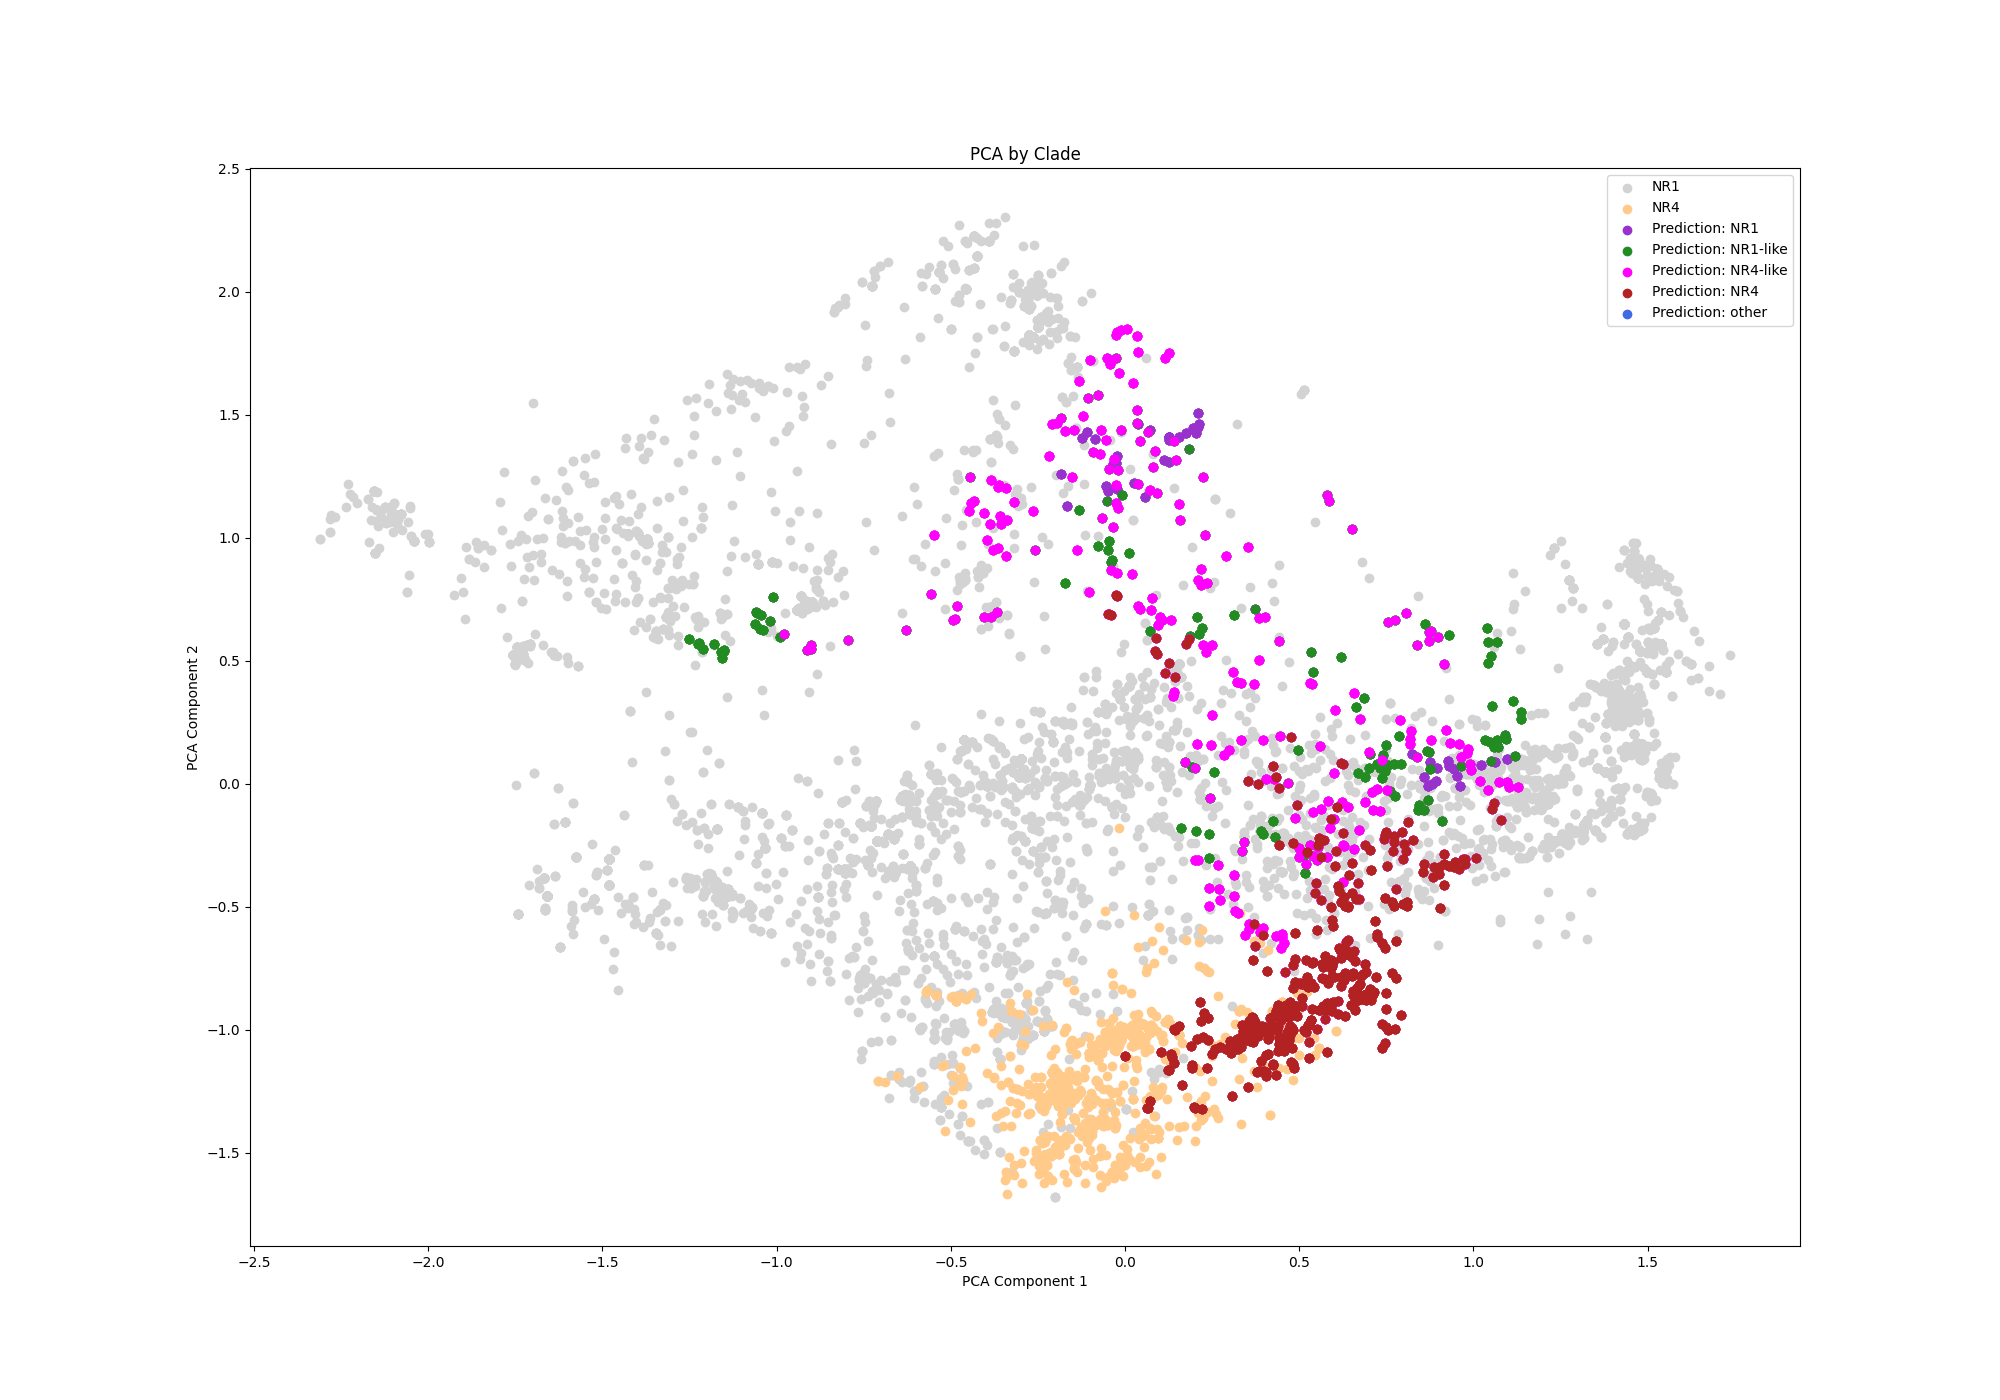 PCA by Clade
NR1
NR4
Prediction: NR1
Prediction: NR1-like
Prediction: NR4-like
Prediction: NR4
Prediction: other
PCA Component 2
2.5
2.0
1.5
1.0
0.5
0.0
−0.5
−1.0
−1.5
−2.5
−2.0
−1.5
−1.0
−0.5
0.0
0.5
1.0
1.5
PCA Component 1